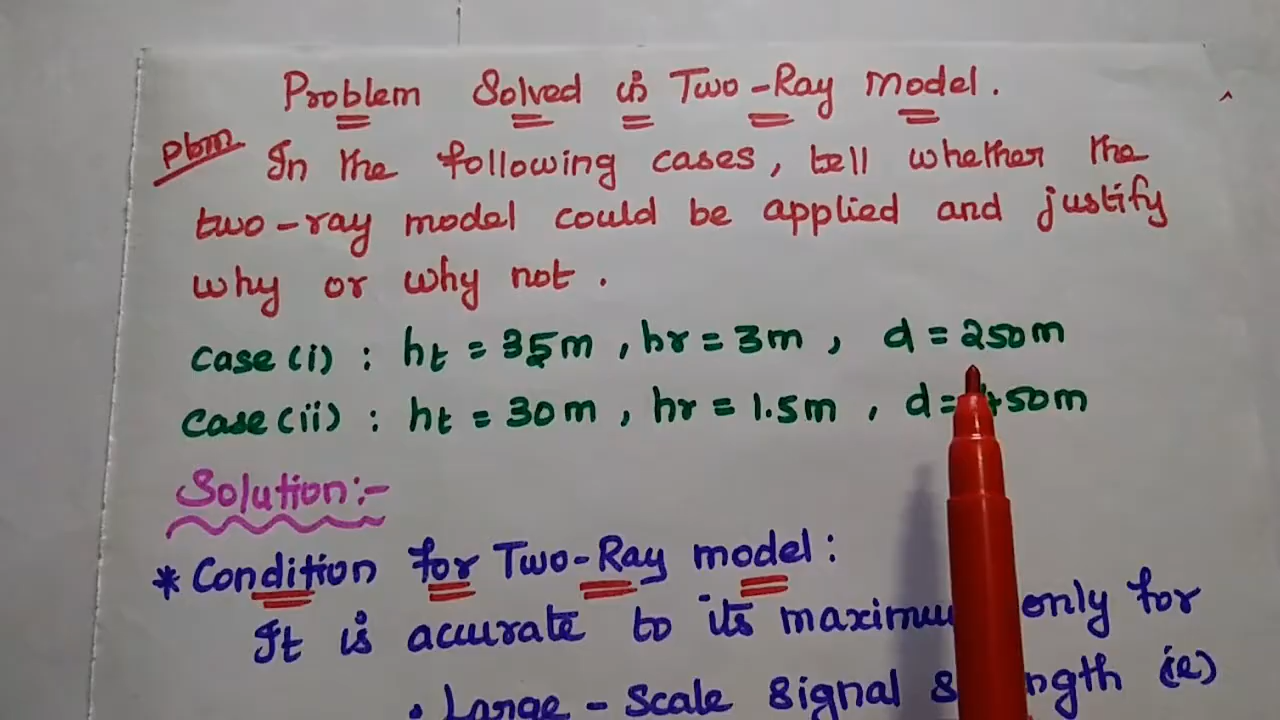 Problem Solved in Two-Ray Model.
Pbm
In the following cases, tell whether the
two-ray model could be applied and justify
why or why not.
Case(i) : ht = 35m, hr = 3m, d = 250m
Case(ii) : ht = 30m, hr = 1.5m, d = 450m
Solution:-
* Condition for Two-Ray model:
It is accurate to its only for
• Large-Scale Signal (ie)